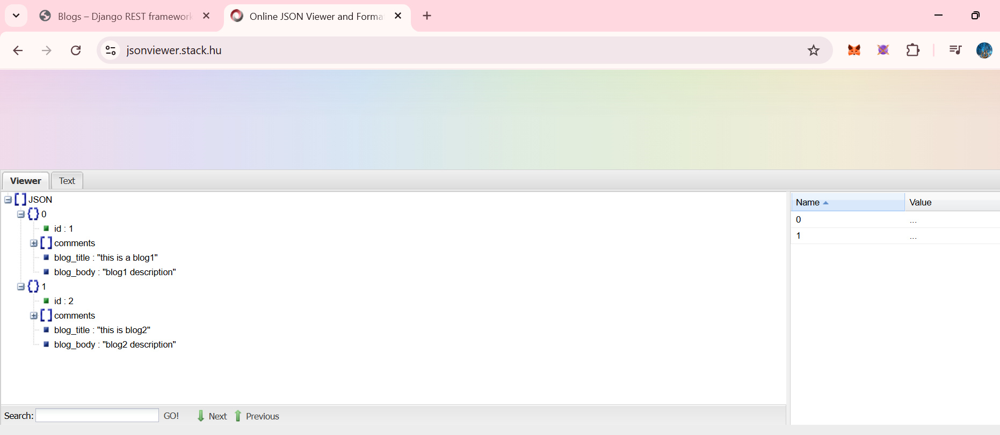 Blogs – Django REST framework
Online JSON Viewer and Forma
jsonviewer.stack.hu
Viewer
Text
JSON
0
id : 1
comments
blog_title : "this is a blog1"
blog_body : "blog1 description"
1
id : 2
comments
blog_title : "this is blog2"
blog_body : "blog2 description"
Search:
GO!
Next
Previous
Name
Value
0
...
1
...